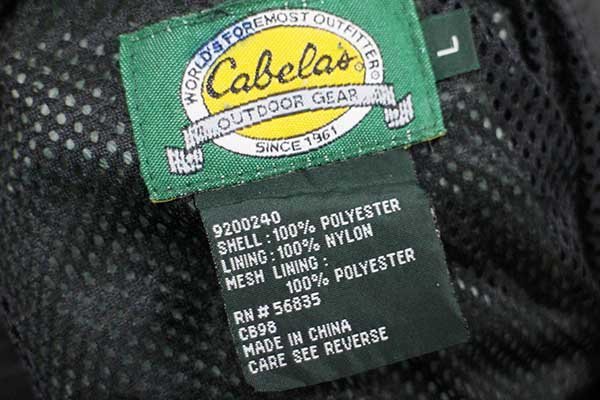 WORLD'S FOREMOST OUTFITTER
Cabela's
OUTDOOR GEAR
SINCE 1961
L
9200240
SHELL: 100% POLYESTER
LINING: 100% NYLON
MESH LINING:
100% POLYESTER
RN# 56835
CB98
MADE IN CHINA
CARE SEE REVERSE